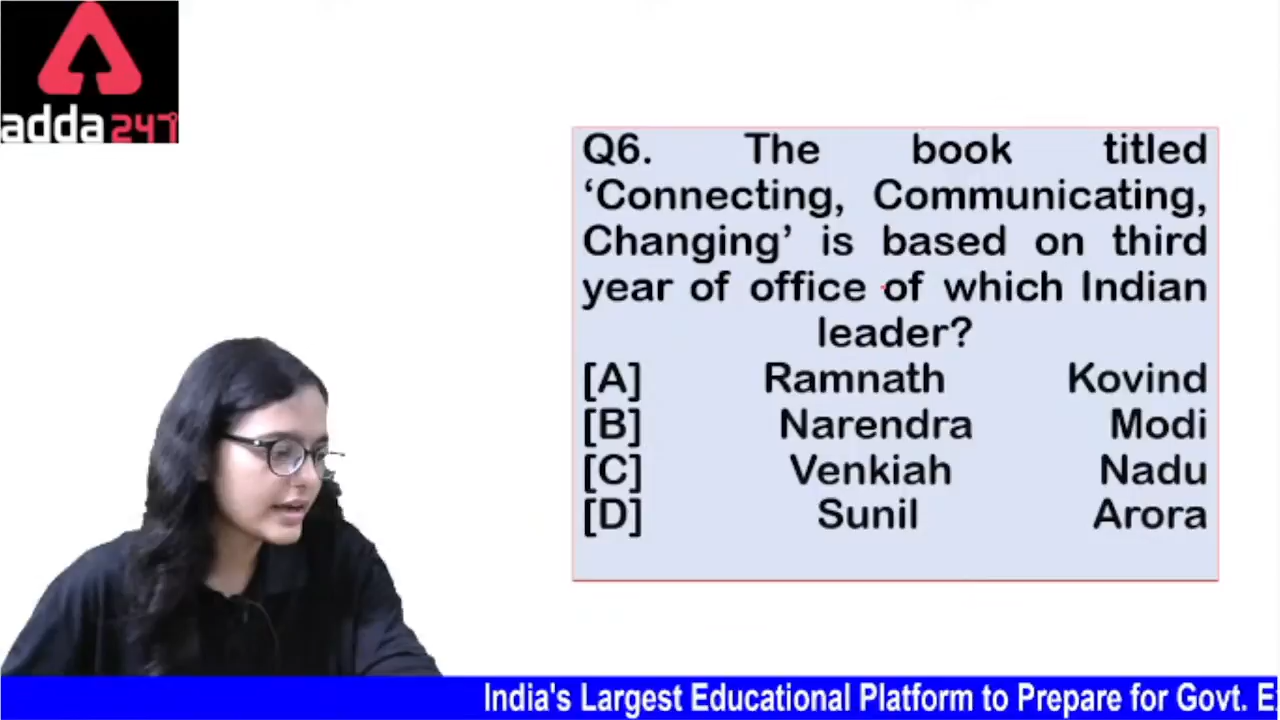 adda247
Q6. The book titled
‘Connecting, Communicating,
Changing’ is based on third
year of office of which Indian
leader?
[A] Ramnath Kovind
[B] Narendra Modi
[C] Venkiah Nadu
[D] Sunil Arora
India's Largest Educational Platform to Prepare for Govt. E